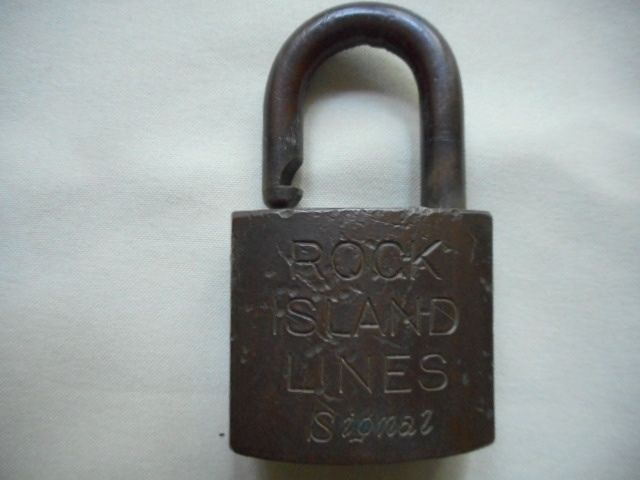 ROCK
ISLAND
LINES
Signal